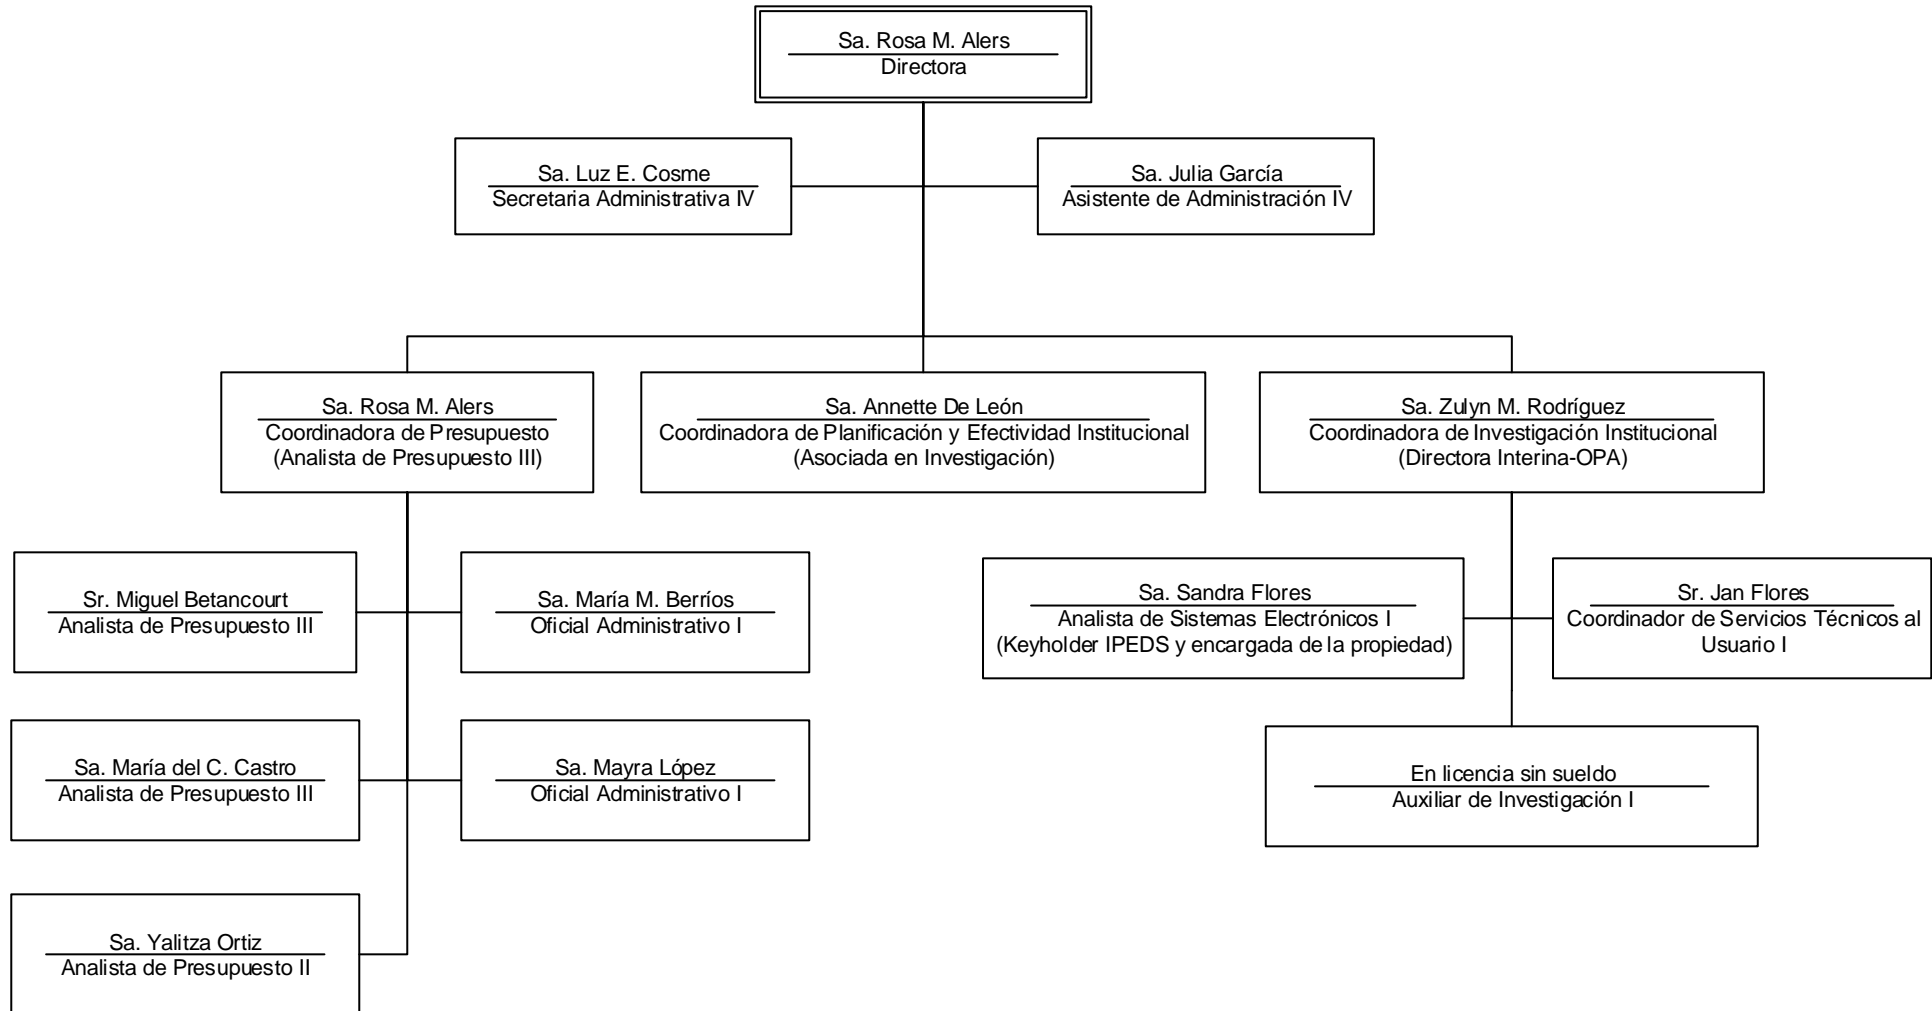 Sa. Rosa M. Alers
Directora
Sa. Luz E. Cosme
Secretaria Administrativa IV
Sa. Julia García
Asistente de Administración IV
Sa. Rosa M. Alers
Coordinadora de Presupuesto
(Analista de Presupuesto III)
Sa. Annette De León
Coordinadora de Planificación y Efectividad Institucional
(Asociada en Investigación)
Sa. Zulyn M. Rodríguez
Coordinadora de Investigación Institucional
(Directora Interina-OPA)
Sr. Miguel Betancourt
Analista de Presupuesto III
Sa. María M. Berríos
Oficial Administrativo I
Sa. Sandra Flores
Analista de Sistemas Electrónicos I
(Keyholder IPEDS y encargada de la propiedad)
Sr. Jan Flores
Coordinador de Servicios Técnicos al
Usuario I
Sa. María del C. Castro
Analista de Presupuesto III
Sa. Mayra López
Oficial Administrativo I
En licencia sin sueldo
Auxiliar de Investigación I
Sa. Yalitza Ortiz
Analista de Presupuesto II